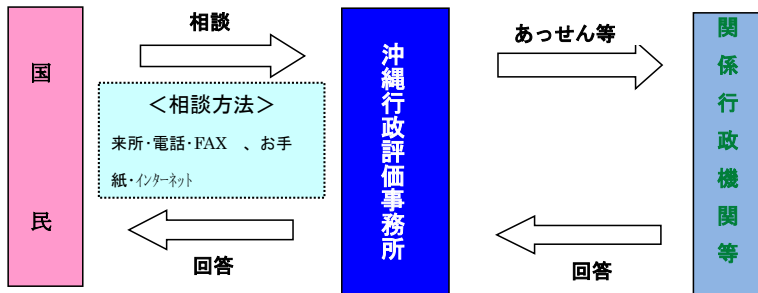 国民
相談
＜相談方法＞
来所・電話・FAX 、お手
紙・インターネット
回答
沖縄行政評価事務所
あっせん等
回答
関係行政機関等